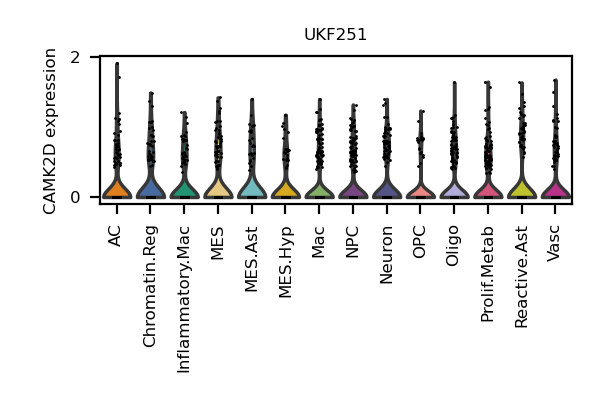 UKF251
CAMK2D expression
2
0
AC
Chromatin.Reg
Inflammatory.Mac
MES
MES.Ast
MES.Hyp
Mac
NPC
Neuron
OPC
Oligo
Prolif.Metab
Reactive.Ast
Vasc